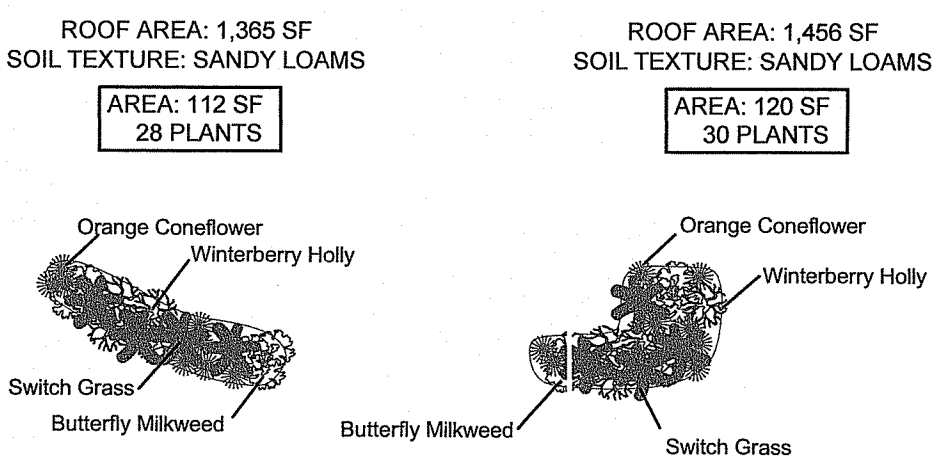 ROOF AREA: 1,365 SF
SOIL TEXTURE: SANDY LOAMS
AREA: 112 SF
28 PLANTS
Orange Coneflower
Winterberry Holly
Switch Grass
Butterfly Milkweed
ROOF AREA: 1,456 SF
SOIL TEXTURE: SANDY LOAMS
AREA: 120 SF
30 PLANTS
Orange Coneflower
Winterberry Holly
Butterfly Milkweed
Switch Grass